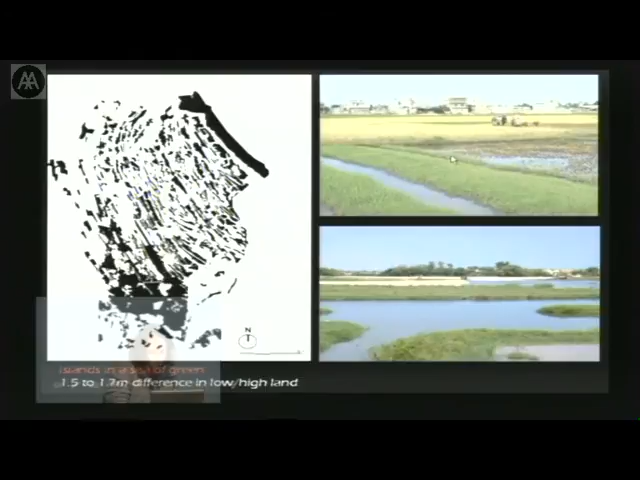 AA
N
islands in a sea of green
1.5 to 1.7m difference in low/high land